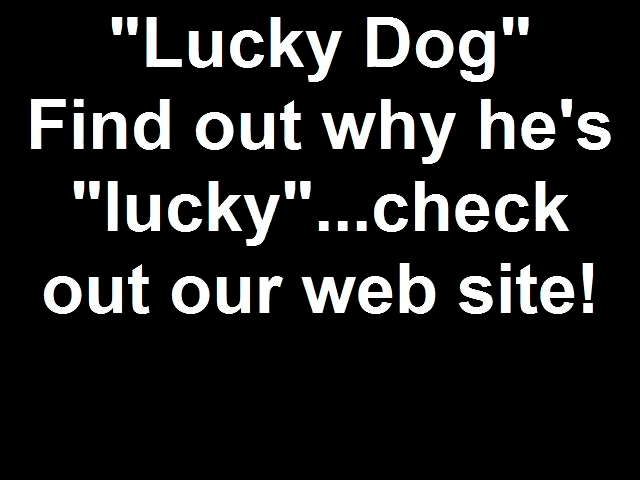 "Lucky Dog"
Find out why he's
"lucky"...check
out our web site!